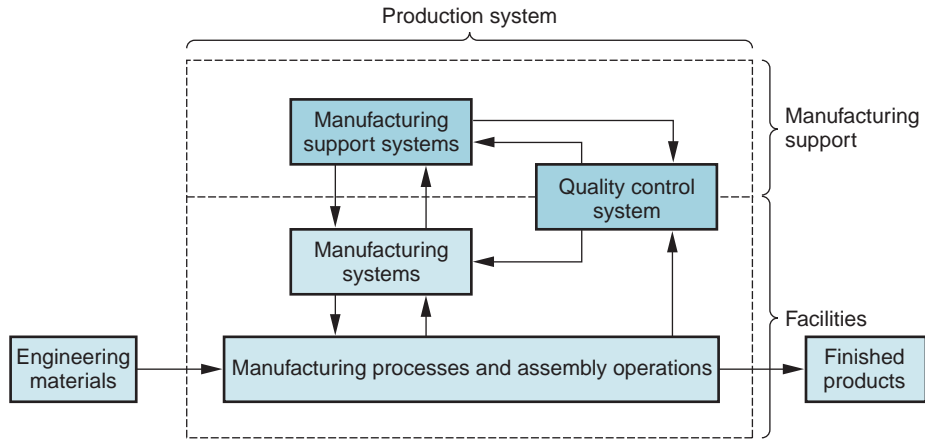 Production system
Manufacturing
support systems
Manufacturing
support
Quality control
system
Manufacturing
systems
Facilities
Engineering
materials
Manufacturing processes and assembly operations
Finished
products